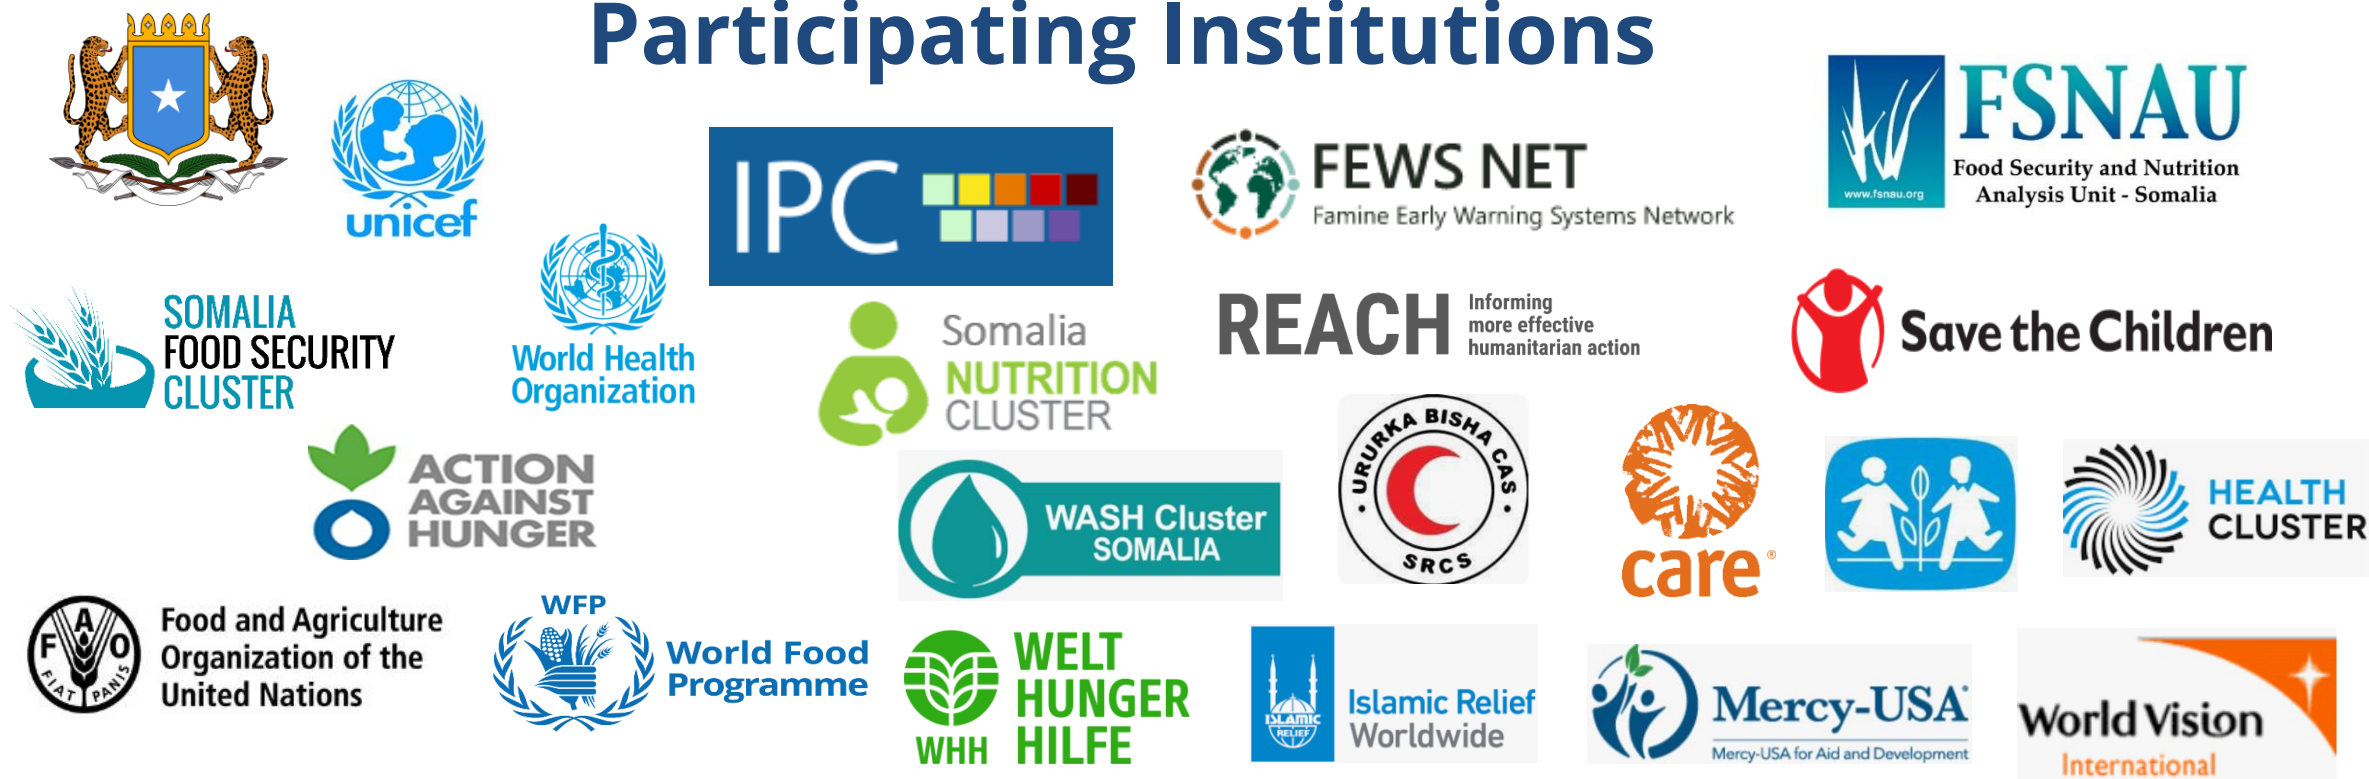 Participating Institutions
unicef
IPC
FEWS NET
Famine Early Warning Systems Network
www.fsnau.org
FSNAU
Food Security and Nutrition
Analysis Unit - Somalia
SOMALIA
FOOD SECURITY
CLUSTER
World Health
Organization
Somalia
NUTRITION
CLUSTER
REACH
Informing
more effective
humanitarian action
Save the Children
ACTION
AGAINST
HUNGER
WASH Cluster
SOMALIA
URURKA BISHA CAS
SRCS
care®
HEALTH
CLUSTER
F A O
FIAT PANIS
Food and Agriculture
Organization of the
United Nations
WFP
World Food
Programme
WHH
WELT
HUNGER
HILFE
ISLAMIC
RELIEF
Islamic Relief
Worldwide
Mercy-USA
Mercy-USA for Aid and Development
World Vision
International